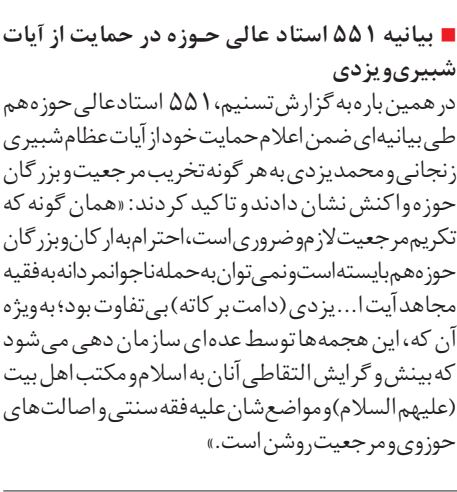 ■ بیانیه ۵۵۱ استاد عالی حوزه در حمایت از آیات
شبیری‌ویزدی
در همین باره به گزارش تسنیم، ۵۵۱ استاد عالی حوزه هم
طی بیانیه‌ای ضمن اعلام حمایت خود از آیات عظام شبیری
زنجانی و محمد یزدی به هر گونه تخریب مرجعیت و بزرگان
حوزه واکنش نشان دادند و تاکید کردند: «همان گونه که
تکریم مرجعیت لازم و ضروری است، احترام به ارکان و بزرگان
حوزه هم بایسته است و نمی‌توان به حمله ناجوانمردانه به فقیه
مجاهد آیت ا... یزدی (دامت برکاته) بی‌تفاوت بود؛ به ویژه
آن که، این هجمه‌ها توسط عده‌ای سازمان دهی می‌شود
که بینش و گرایش التقاطی آنان به اسلام و مکتب اهل بیت
(علیهم السلام) و مواضع‌شان علیه فقه سنتی و اصالت‌های
حوزوی و مرجعیت روشن است.»